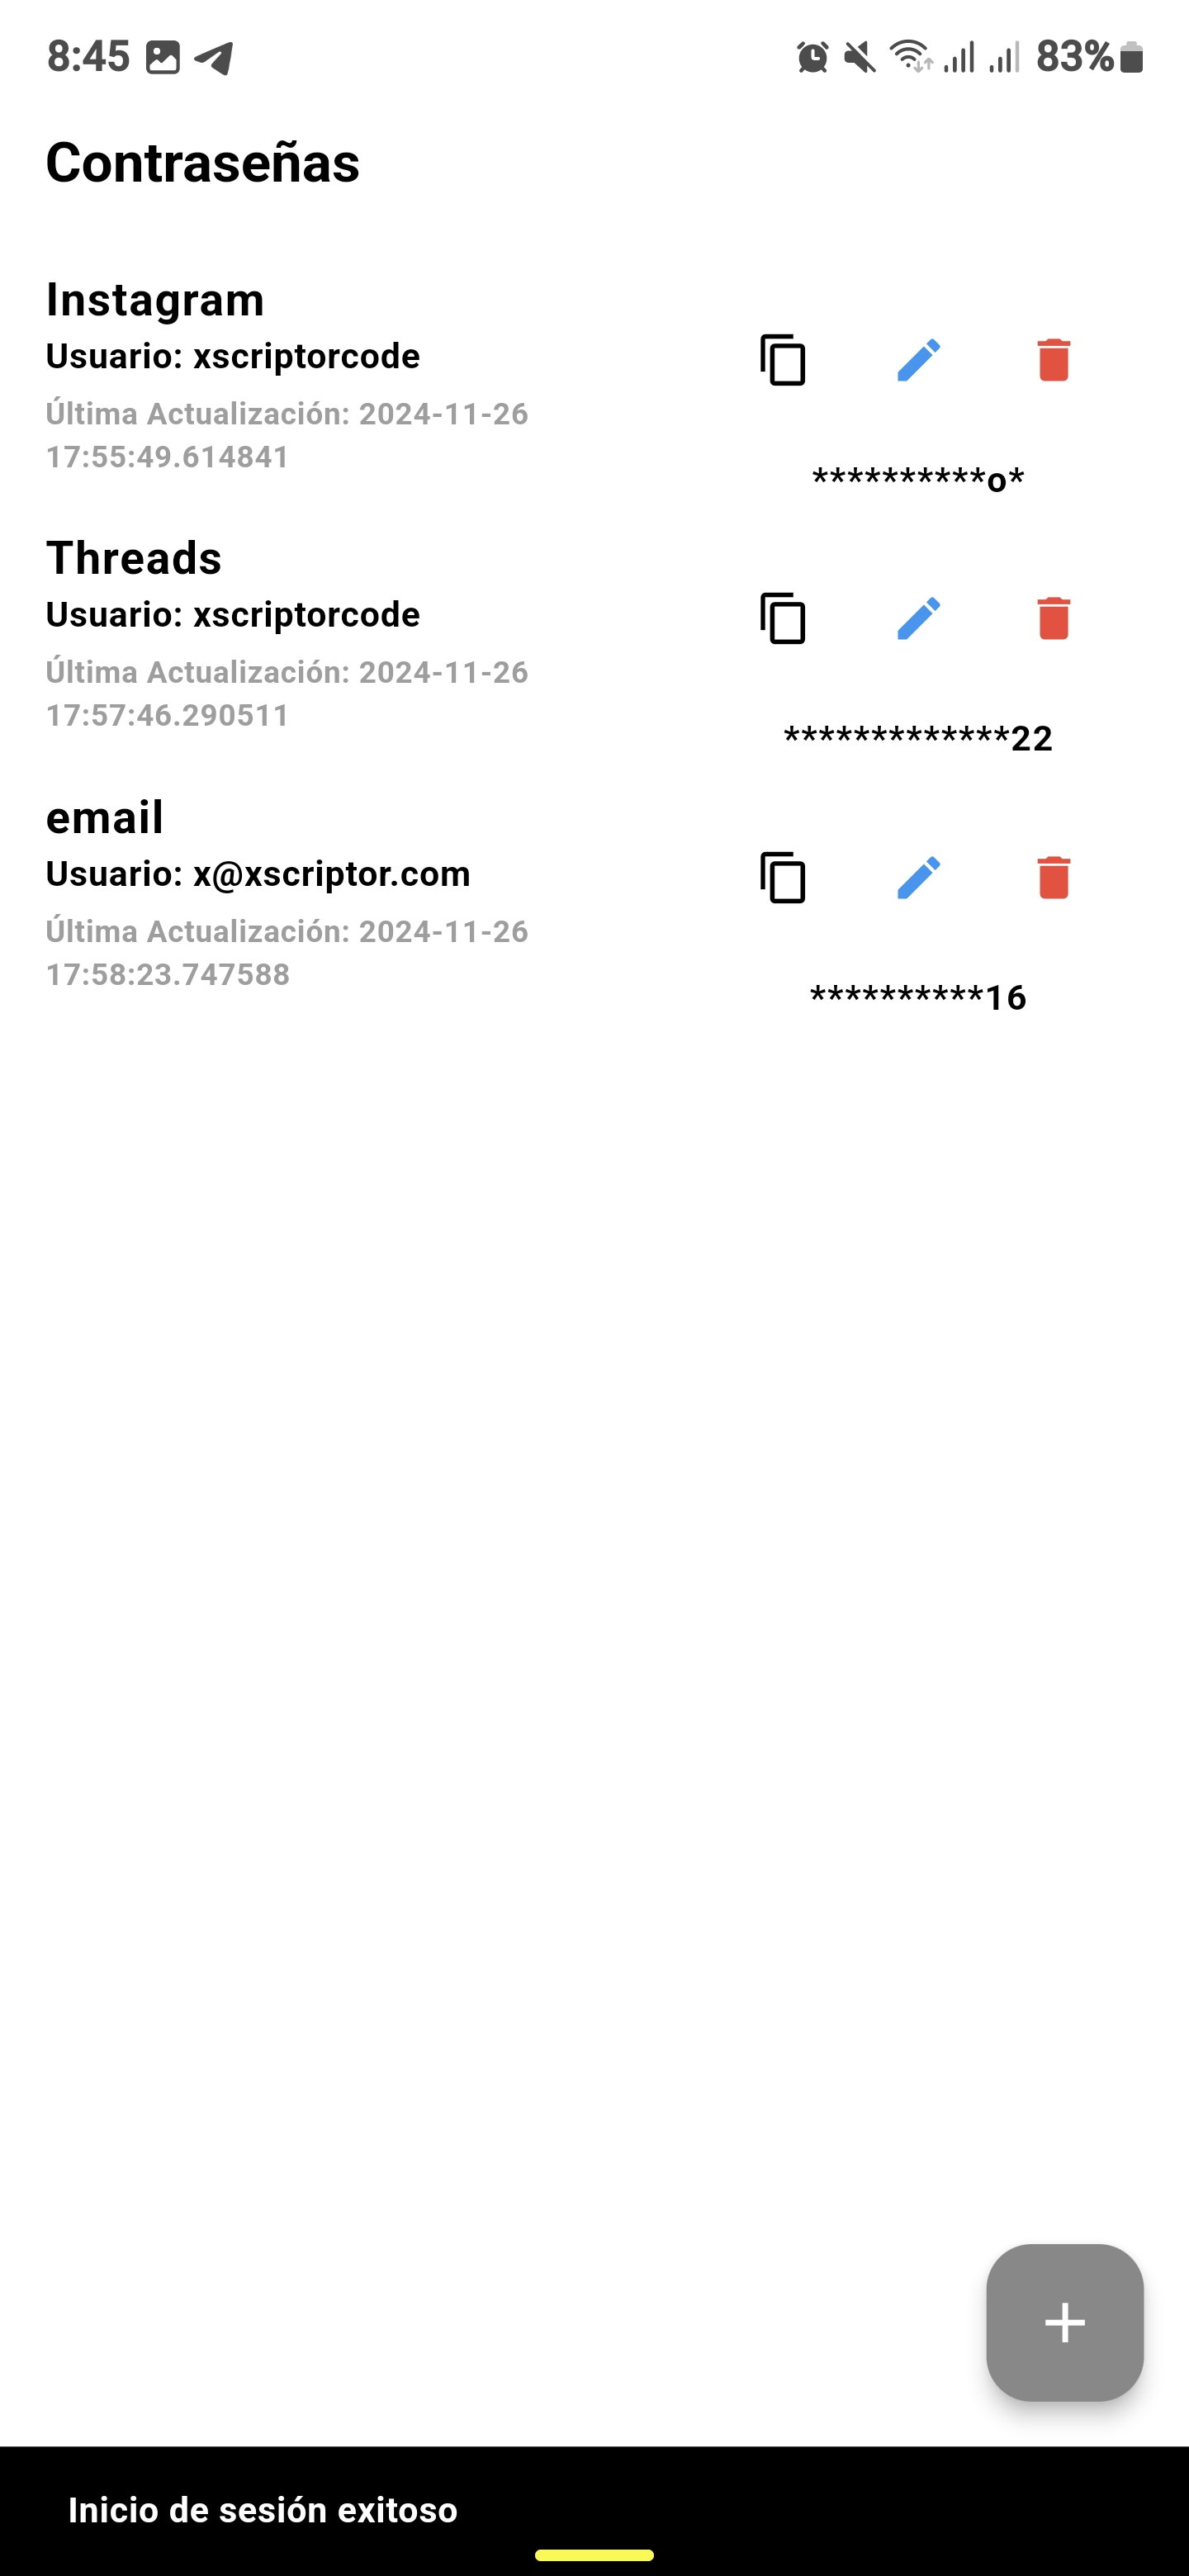 8:45
83%
Contraseñas
Instagram
Usuario: xscriptorcode
Última Actualización: 2024-11-26
17:55:49.614841
**********o*
Threads
Usuario: xscriptorcode
Última Actualización: 2024-11-26
17:57:46.290511
*************22
email
Usuario: x@xscriptor.com
Última Actualización: 2024-11-26
17:58:23.747588
**********16
+
Inicio de sesión exitoso